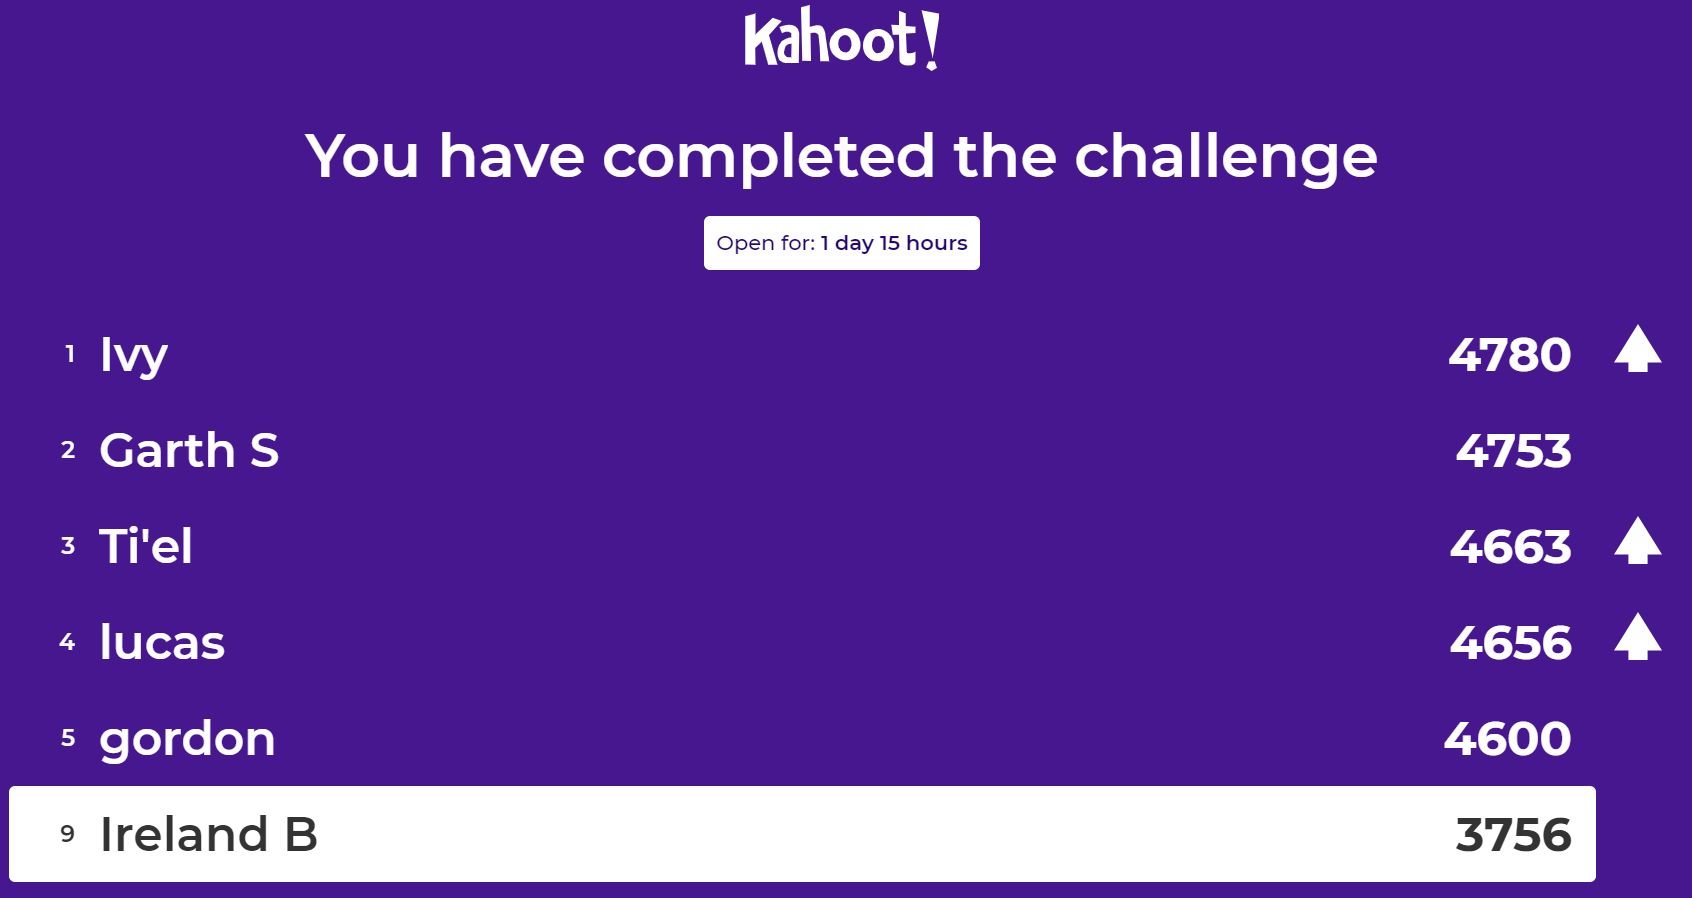 Kahoot!
You have completed the challenge
Open for: 1 day 15 hours
1 Ivy 4780
2 Garth S 4753
3 Ti'el 4663
4 lucas 4656
5 gordon 4600
9 Ireland B 3756